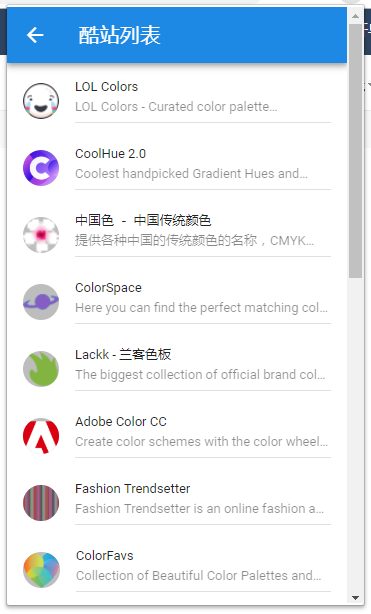 酷站列表
LOL Colors
LOL Colors - Curated color palette…
CoolHue 2.0
Coolest handpicked Gradient Hues and…
中国色 - 中国传统颜色
提供各种中国的传统颜色的名称，CMYK…
ColorSpace
Here you can find the perfect matching col…
Lackk - 兰客色板
The biggest collection of official brand col…
Adobe Color CC
Create color schemes with the color wheel…
Fashion Trendsetter
Fashion Trendsetter is an online fashion a…
ColorFavs
Collection of Beautiful Color Palettes and…